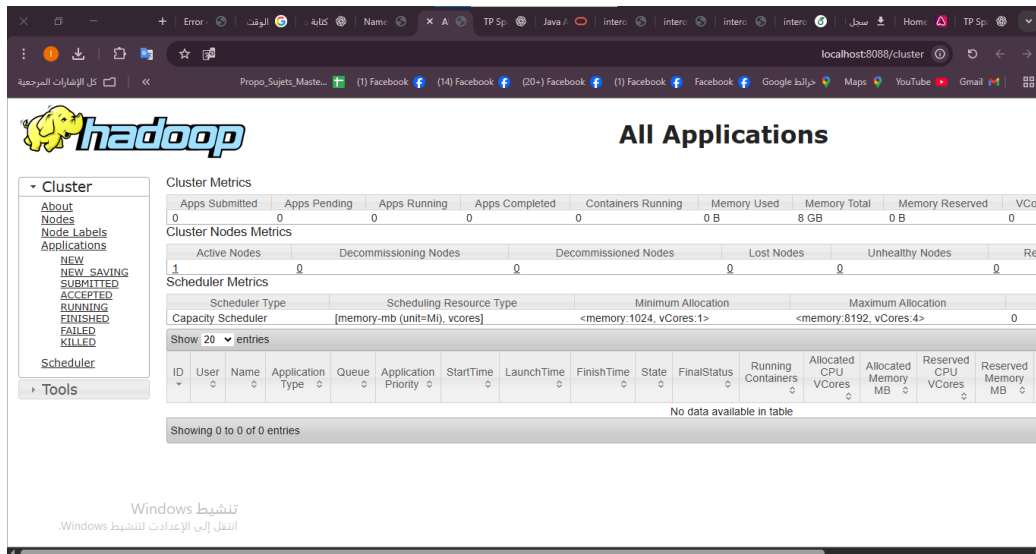 Error
الوقت
كتابة
Name
A
TP Sp
Java A
interc
interc
interc
interc
سجل
Home
TP Sp
localhost:8088/cluster
كل الإشارات المرجعية
Propo_Sujets_Maste...
(1) Facebook
(14) Facebook
(20+) Facebook
(1) Facebook
Facebook
خرائط Google
Maps
YouTube
Gmail
hadoop
All Applications
Cluster
About
Nodes
Node Labels
Applications
NEW
NEW_SAVING
SUBMITTED
ACCEPTED
RUNNING
FINISHED
FAILED
KILLED
Scheduler
Tools
Cluster Metrics
Apps Submitted Apps Pending Apps Running Apps Completed Containers Running Memory Used Memory Total Memory Reserved VCo
0 0 0 0 0 0 B 8 GB 0 B 0
Cluster Nodes Metrics
Active Nodes Decommissioning Nodes Decommissioned Nodes Lost Nodes Unhealthy Nodes Re
1 0 0 0 0 0
Scheduler Metrics
Scheduler Type Scheduling Resource Type Minimum Allocation Maximum Allocation
Capacity Scheduler [memory-mb (unit=Mi), vcores] <memory:1024, vCores:1> <memory:8192, vCores:4> 0
Show 20 entries
ID User Name Application Type Queue Application Priority StartTime LaunchTime FinishTime State FinalStatus Running Containers Allocated CPU VCores Allocated Memory MB Reserved CPU VCores Reserved Memory MB
No data available in table
Showing 0 to 0 of 0 entries
تنشيط Windows
انتقل إلى الإعدادات لتنشيط Windows.